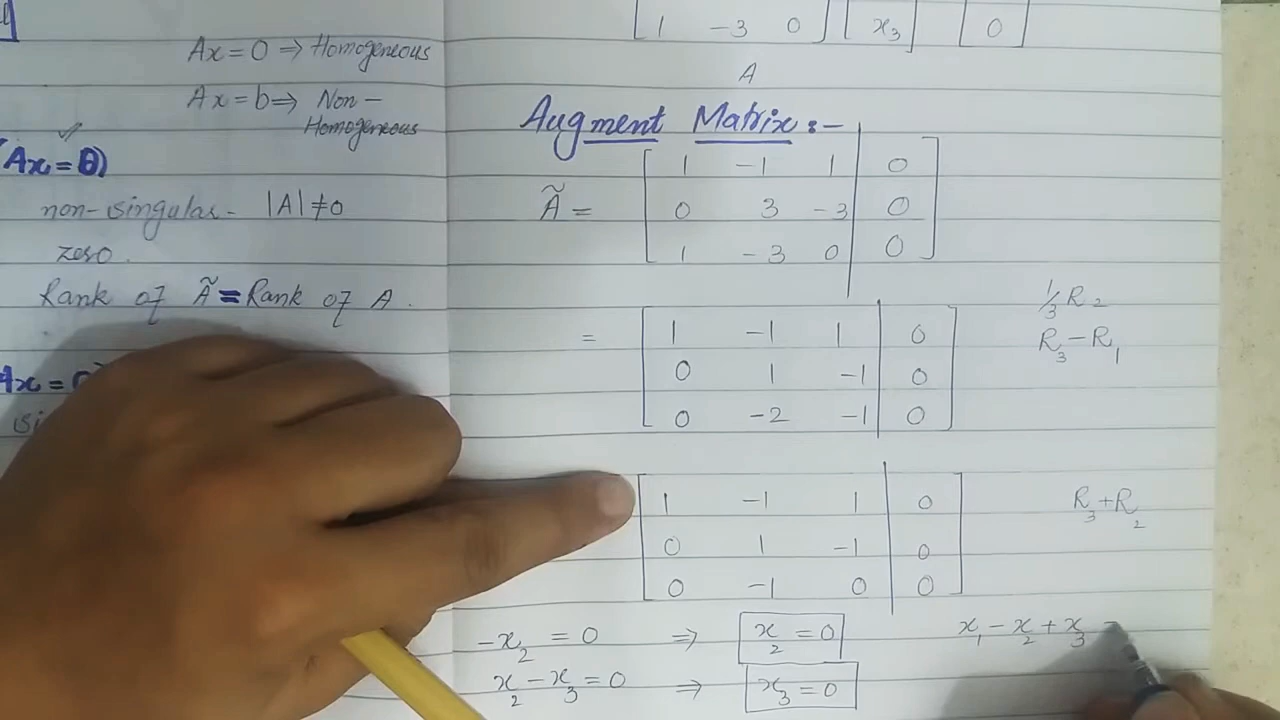 Ax = 0 ⇒ Homogeneous
Ax = b ⇒ Non-
Homogeneous
Ax = 0)
non-singular - |A| ≠ 0
zero.
Rank of Ã = Rank of A.
Ax = 0
1 -3 0 x₃ 0
A
Augment Matrix :-
Ã = 1 -1 1 0
0 3 -3 0
1 -3 0 0
= 1 -1 1 0
0 1 -1 0
0 -2 -1 0
1/3 R₂
R₃ - R₁
1 -1 1 0
0 1 -1 0
0 -1 0 0
R₃ + R₂
-x₂ = 0 ⇒ x₂ = 0
x₂ - x₃ = 0 ⇒ x₃ = 0
x₁ - x₂ + x₃ =